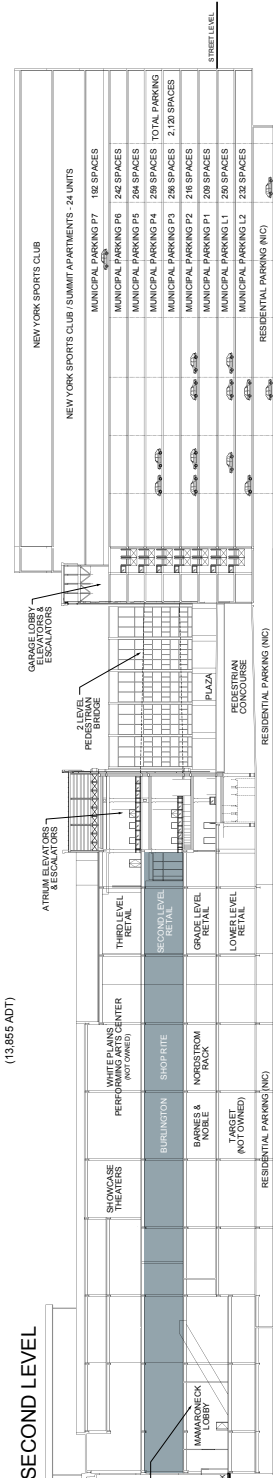 SECOND LEVEL
(13,855 ADT)
ATRIUM ELEVATORS
& ESCALATORS
GARAGE LOBBY
ELEVATORS &
ESCALATORS
2 LEVEL
PEDESTRIAN
BRIDGE
NEW YORK SPORTS CLUB
NEW YORK SPORTS CLUB / SUMMIT APARTMENTS - 24 UNITS
MUNICIPAL PARKING P7 192 SPACES
MUNICIPAL PARKING P6 242 SPACES
MUNICIPAL PARKING P5 264 SPACES
MUNICIPAL PARKING P4 259 SPACES
MUNICIPAL PARKING P3 256 SPACES
MUNICIPAL PARKING P2 216 SPACES
MUNICIPAL PARKING P1 209 SPACES
MUNICIPAL PARKING L1 250 SPACES
MUNICIPAL PARKING L2 232 SPACES
TOTAL PARKING
2,120 SPACES
RESIDENTIAL PARKING (NIC)
STREET LEVEL
SHOWCASE
THEATERS
WHITE PLAINS
PERFORMING ARTS CENTER
(NOT OWNED)
THIRD LEVEL
RETAIL
BURLINGTON
SHOP RITE
SECOND LEVEL
RETAIL
BARNES &
NOBLE
NORDSTROM
RACK
GRADE LEVEL
RETAIL
PLAZA
MAMARONECK
LOBBY
TARGET
(NOT OWNED)
LOWER LEVEL
RETAIL
PEDESTRIAN
CONCOURSE
RESIDENTIAL PARKING (NIC)
RESIDENTIAL PARKING (NIC)